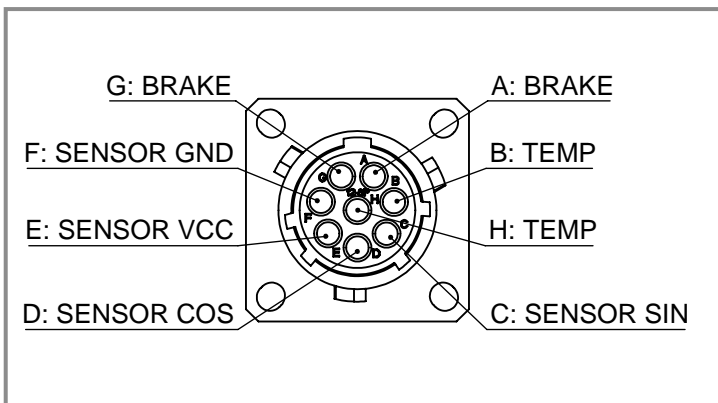 G: BRAKE
A: BRAKE
F: SENSOR GND
B: TEMP
E: SENSOR VCC
H: TEMP
D: SENSOR COS
C: SENSOR SIN
G
A
B
H
F
C
E
D